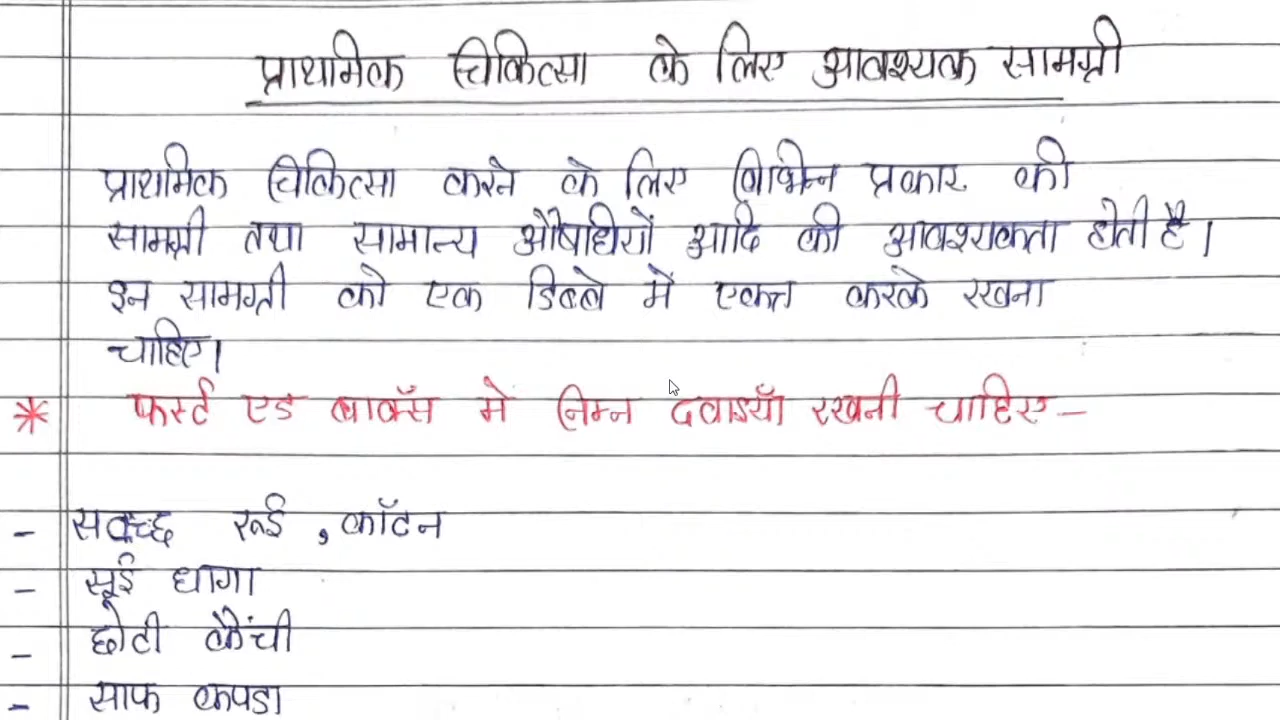 प्राथमिक चिकित्सा के लिए आवश्यक सामग्री
प्राथमिक चिकित्सा करने के लिए विभिन्न प्रकार की
सामग्री तथा सामान्य औषधियों आदि की आवश्यकता होती है।
इन सामग्री को एक डिब्बे में एकत्र करके रखना
चाहिए।
* फर्स्ट एड बाक्सॅ मे निम्न दवाइयाँ रखनी चाहिए –
- सवच्छ रूई , कॉटन
- सूई धागा
- छोटी कैंची
- साफ कपडा